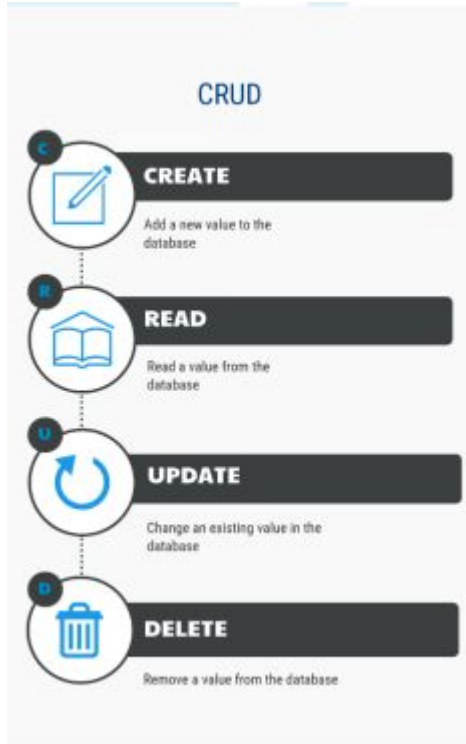 CRUD
C
CREATE
Add a new value to the
database
R
READ
Read a value from the
database
U
UPDATE
Change an existing value in the
database
D
DELETE
Remove a value from the database